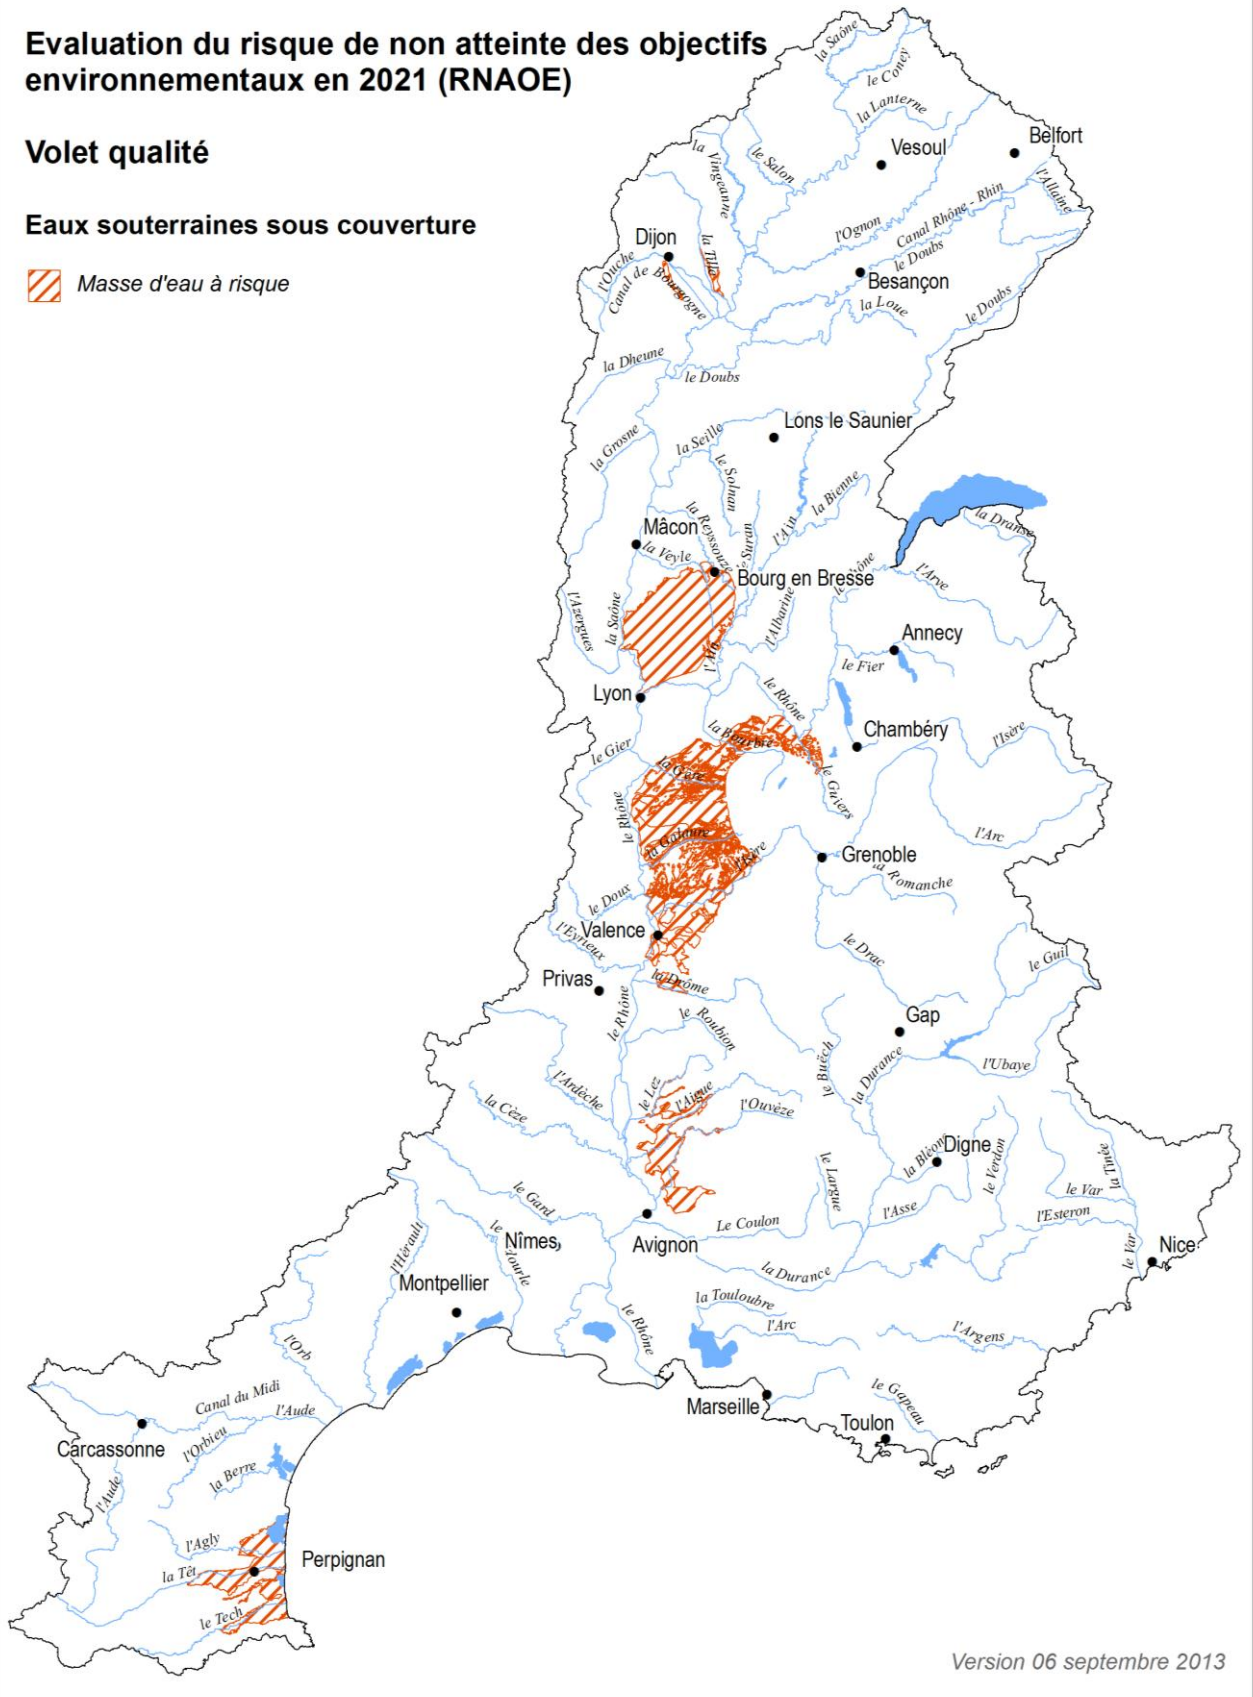 Evaluation du risque de non atteinte des objectifs
environnementaux en 2021 (RNAOE)
Volet qualité
Eaux souterraines sous couverture
Masse d'eau à risque
la Saône
le Coney
la Lanterne
Vesoul
Belfort
la Vingeanne
le Salon
l'Allaine
l'Ognon
Canal Rhône - Rhin
le Doubs
Dijon
la Tille
l'Ouche
Canal de Bourgogne
Besançon
la Loue
le Doubs
la Dheune
le Doubs
Lons le Saunier
la Grosne
la Seille
le Solnan
la Bienne
l'Ain
la Dranse
Mâcon
la Reyssouze
le Suran
la Veyle
Bourg en Bresse
le Rhône
l'Arve
l'Azergues
la Saône
l'Albarine
l'Ain
Annecy
le Fier
Lyon
le Rhône
Chambéry
la Bourbre
l'Isère
le Gier
la Gère
le Guiers
le Rhône
la Galaure
l'Isère
l'Arc
Grenoble
la Romanche
le Doux
Valence
l'Eyrieux
le Drac
le Guil
Privas
la Drôme
le Rhône
le Roubion
Gap
le Buëch
la Durance
l'Ubaye
l'Ardèche
le Lez
l'Aigue
l'Ouvèze
la Cèze
Digne
la Bléone
le Verdon
la Tinée
le Largue
le Gard
le Var
l'Asse
l'Esteron
Le Coulon
Nîmes
Avignon
l'Hérault
le Var
Nice
la Durance
Montpellier
la Touloubre
l'Arc
le Rhône
l'Argens
l'Orb
Canal du Midi
l'Aude
Marseille
le Gapeau
Toulon
Carcassonne
l'Orbieu
la Berre
l'Aude
l'Agly
Perpignan
la Têt
le Tech
Version 06 septembre 2013